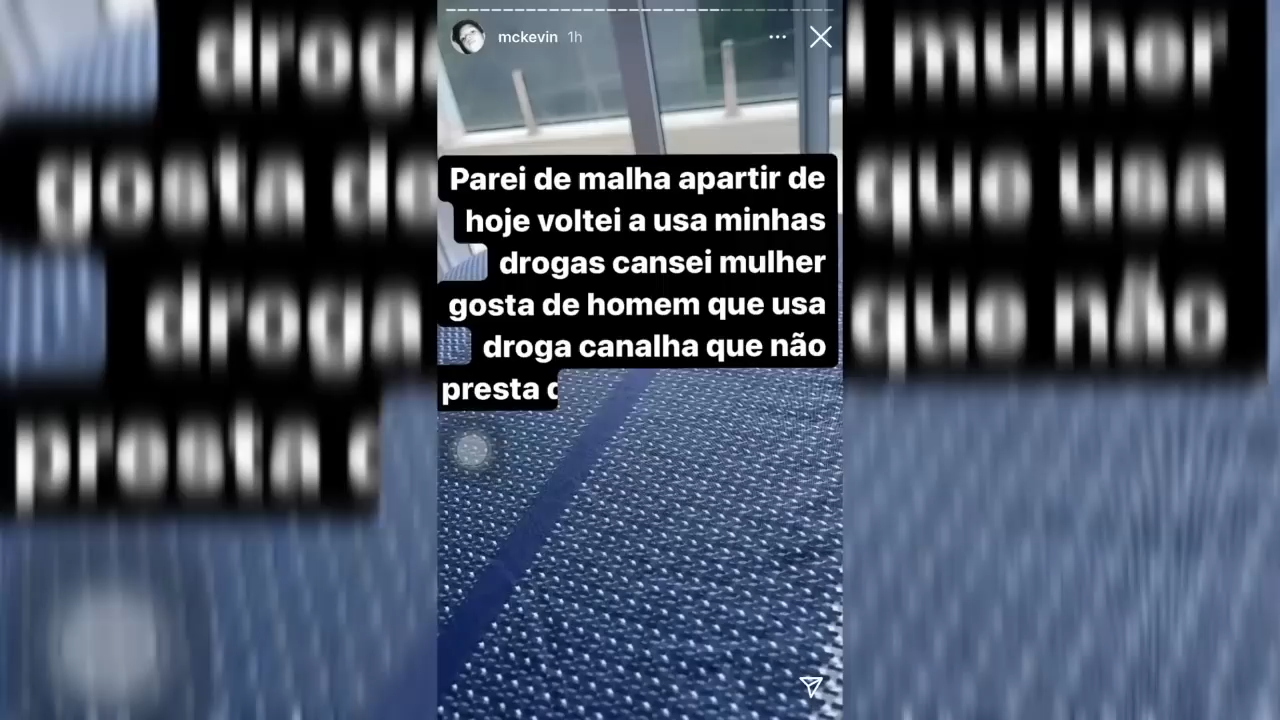 mckevin 1h
Parei de malha apartir de
hoje voltei a usa minhas
drogas cansei mulher
gosta de homem que usa
droga canalha que não
presta